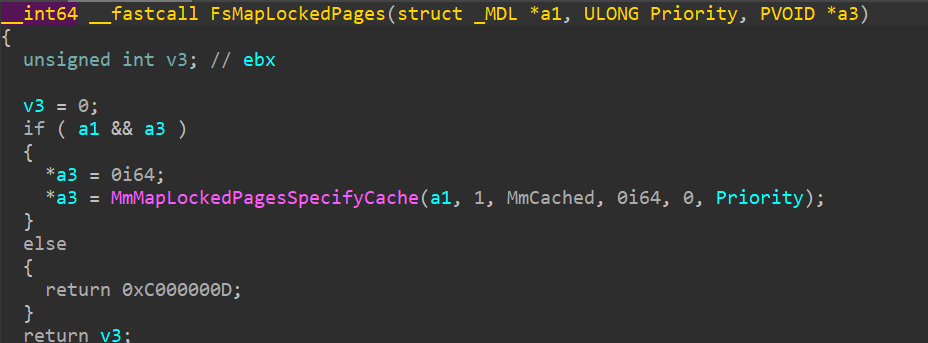 __int64 __fastcall FsMapLockedPages(struct _MDL *a1, ULONG Priority, PVOID *a3)
{
  unsigned int v3; // ebx

  v3 = 0;
  if ( a1 && a3 )
  {
    *a3 = 0i64;
    *a3 = MmMapLockedPagesSpecifyCache(a1, 1, MmCached, 0i64, 0, Priority);
  }
  else
  {
    return 0xC000000D;
  }
  return v3;